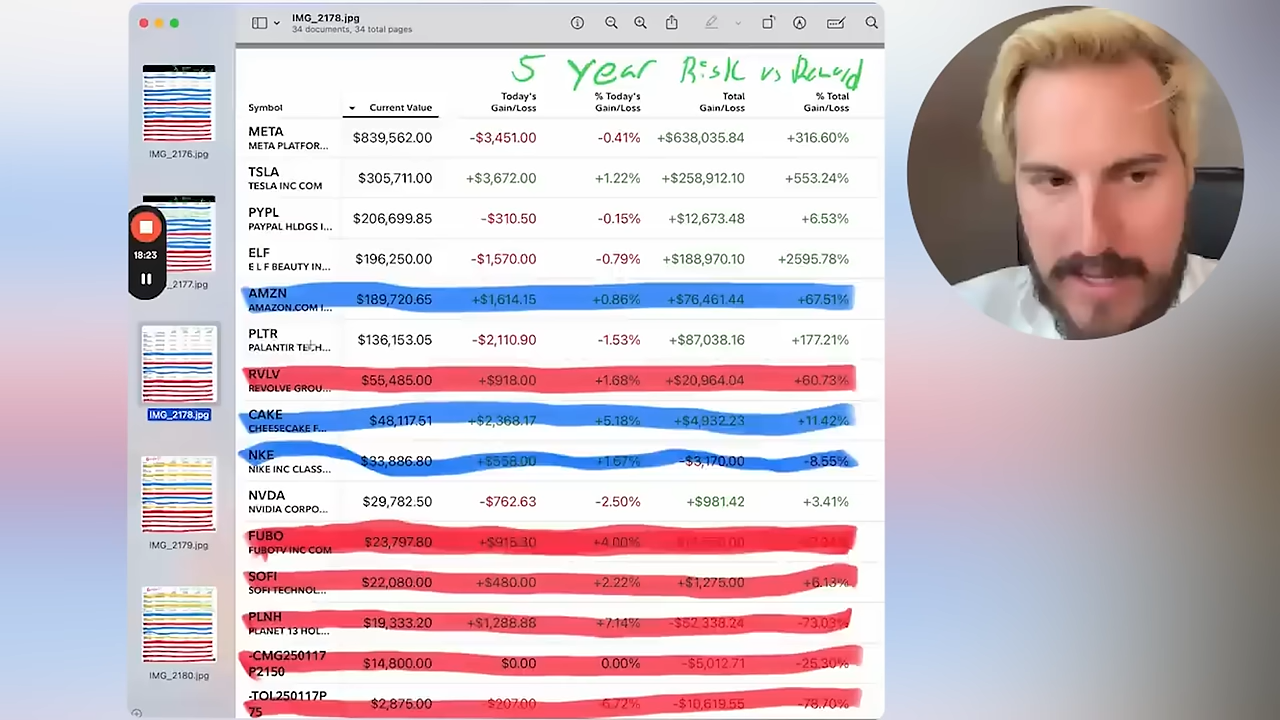 IMG_2178.jpg
34 documents, 34 total pages
5 Year Risk vs Reward
Symbol Current Value Today's Gain/Loss % Today's Gain/Loss Total Gain/Loss % Total Gain/Loss
META $839,562.00 -$3,451.00 -0.41% +$638,035.84 +316.60%
META PLATFOR...
TSLA $305,711.00 +$3,672.00 +1.22% +$258,912.10 +553.24%
TESLA INC COM
PYPL $206,699.85 -$310.50 -0.15% +$12,673.48 +6.53%
PAYPAL HLDGS I...
ELF $196,250.00 -$1,570.00 -0.79% +$188,970.10 +2595.78%
E L F BEAUTY IN...
AMZN $189,720.65 +$1,614.15 +0.86% +$76,461.44 +67.51%
AMAZON.COM I...
PLTR $136,153.05 -$2,110.90 -1.53% +$87,038.16 +177.21%
PALANTIR TECH...
RVLV $55,485.00 +$918.00 +1.68% +$20,964.04 +60.73%
REVOLVE GROU...
CAKE $48,117.51 +$2,368.17 +5.18% +$4,932.23 +11.42%
CHEESECAKE F...
NKE $33,886.80 +$558.00 -$3,170.00 -8.55%
NIKE INC CLASS...
NVDA $29,782.50 -$762.63 -2.50% +$981.42 +3.41%
NVIDIA CORPO...
FUBO $23,797.80 +$915.30 +4.00%
FUBOTV INC COM
SOFI $22,080.00 +$480.00 +2.22% +$1,275.00 +6.13%
SOFI TECHNOL...
PLNH $19,333.20 +$1,288.88 +7.14% -$52,338.24 -73.03%
PLANET 13 HOL...
-CMG250117 $14,800.00 $0.00 0.00% -$5,012.71 -25.30%
P2150
-TOL250117P $2,875.00 -$207.00 -6.72% -$10,619.55 -78.70%
75
IMG_2176.jpg
18:23
_2177.jpg
IMG_2178.jpg
IMG_2179.jpg
IMG_2180.jpg